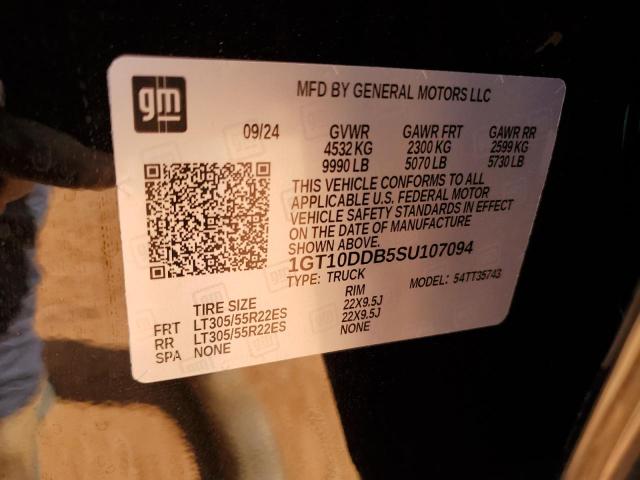 gm
MFD BY GENERAL MOTORS LLC
09/24 GVWR GAWR FRT GAWR RR
4532 KG 2300 KG 2599 KG
9990 LB 5070 LB 5730 LB
THIS VEHICLE CONFORMS TO ALL
APPLICABLE U.S. FEDERAL MOTOR
VEHICLE SAFETY STANDARDS IN EFFECT
ON THE DATE OF MANUFACTURE
SHOWN ABOVE.
1GT10DDB5SU107094
TYPE: TRUCK MODEL: 54TT35743
TIRE SIZE RIM
FRT LT305/55R22ES 22X9.5J
RR LT305/55R22ES 22X9.5J
SPA NONE NONE